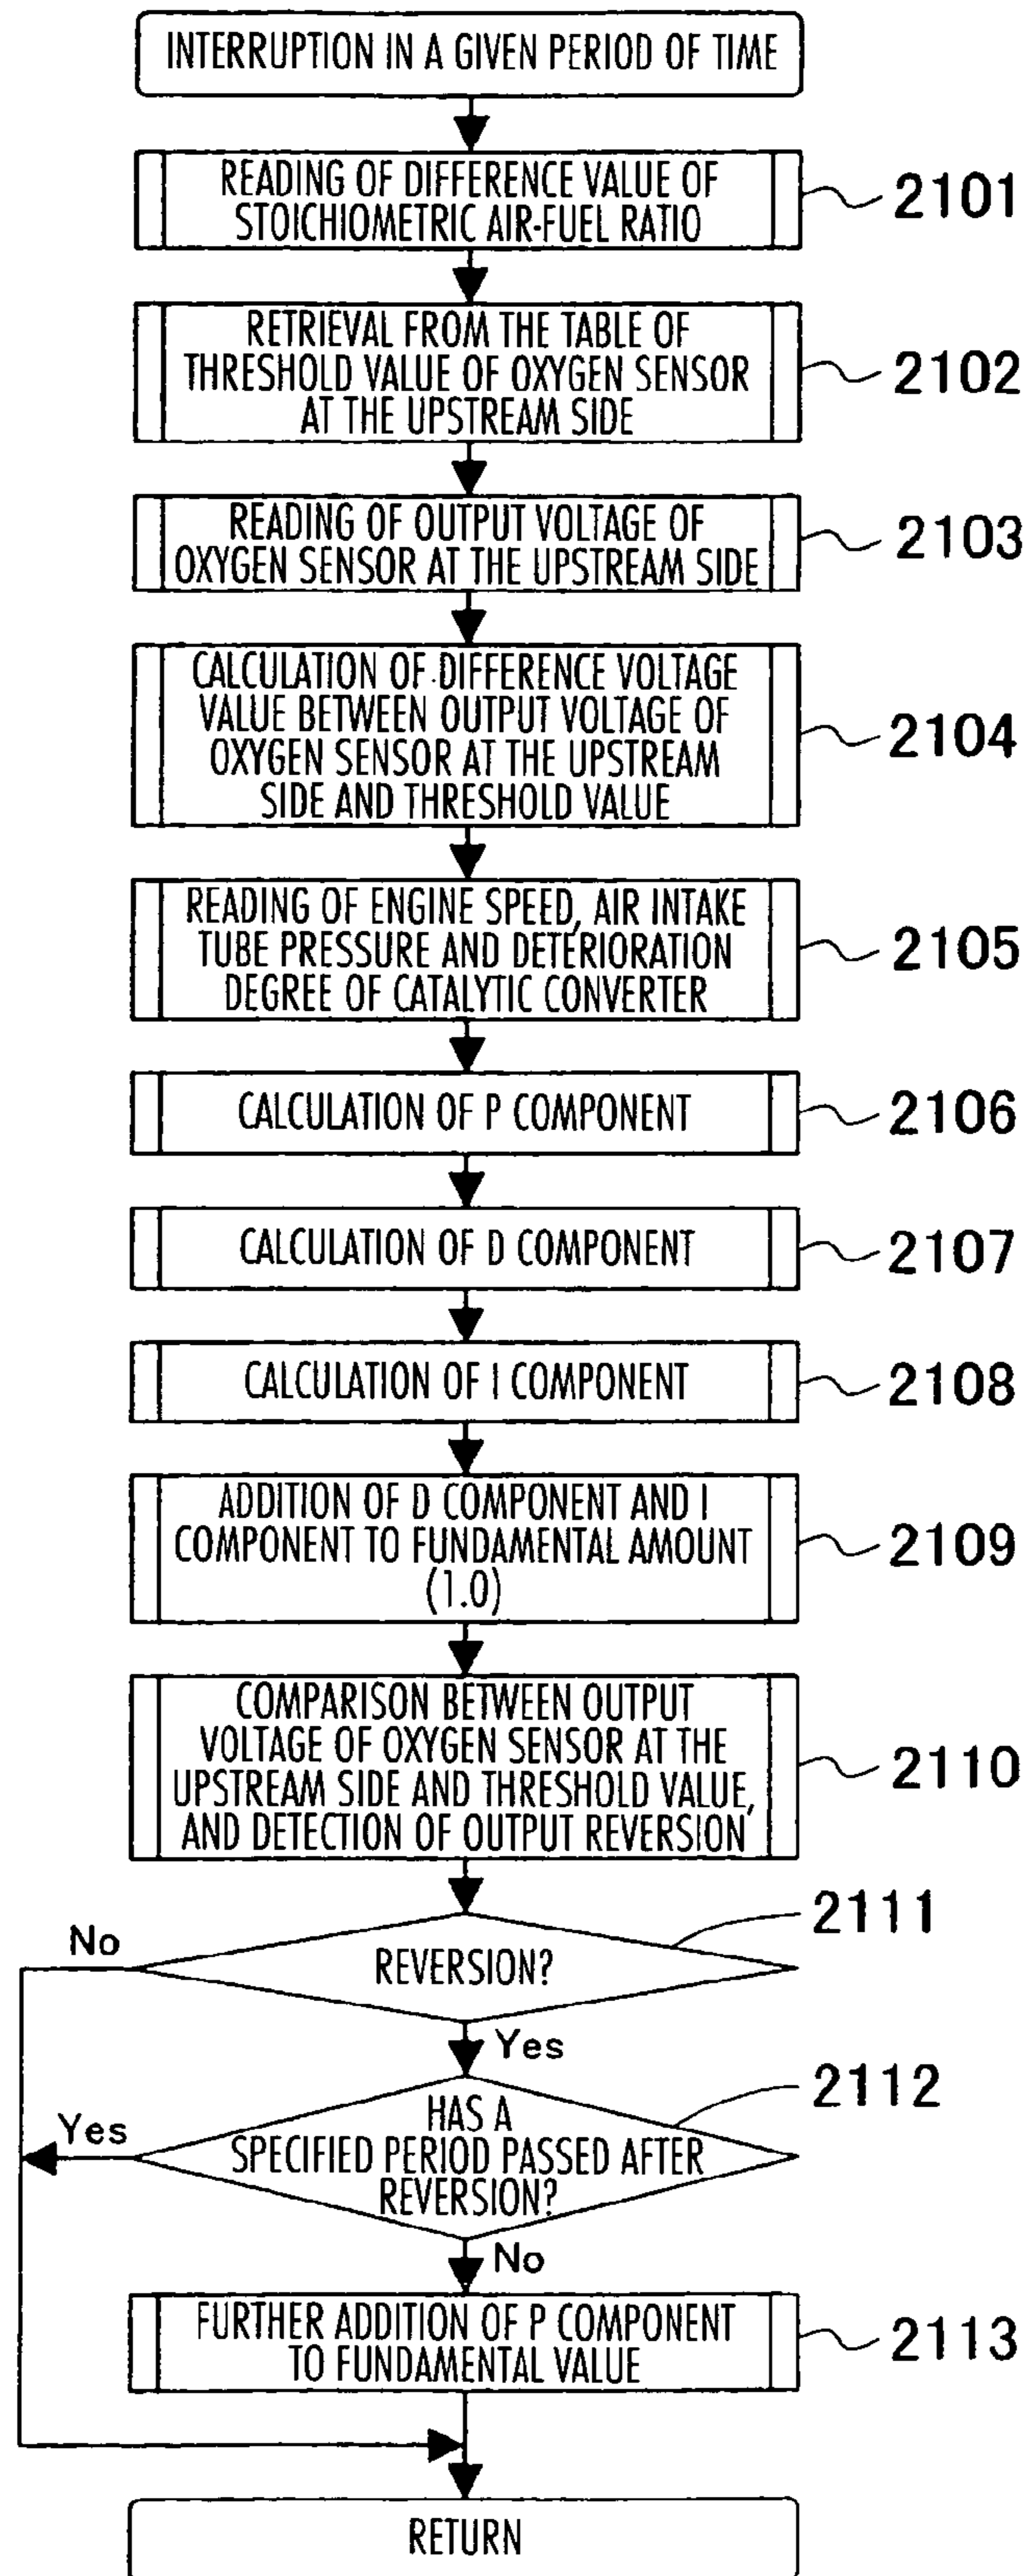 INTERRUPTION IN A GIVEN PERIOD OF TIME
READING OF DIFFERENCE VALUE OF
STOICHIOMETRIC AIR-FUEL RATIO
2101
RETRIEVAL FROM THE TABLE OF
THRESHOLD VALUE OF OXYGEN SENSOR
AT THE UPSTREAM SIDE
2102
READING OF OUTPUT VOLTAGE OF
OXYGEN SENSOR AT THE UPSTREAM SIDE
2103
CALCULATION OF DIFFERENCE VOLTAGE
VALUE BETWEEN OUTPUT VOLTAGE OF
OXYGEN SENSOR AT THE UPSTREAM
SIDE AND THRESHOLD VALUE
2104
READING OF ENGINE SPEED, AIR INTAKE
TUBE PRESSURE AND DETERIORATION
DEGREE OF CATALYTIC CONVERTER
2105
CALCULATION OF P COMPONENT
2106
CALCULATION OF D COMPONENT
2107
CALCULATION OF I COMPONENT
2108
ADDITION OF D COMPONENT AND I
COMPONENT TO FUNDAMENTAL AMOUNT
(1.0)
2109
COMPARISON BETWEEN OUTPUT
VOLTAGE OF OXYGEN SENSOR AT THE
UPSTREAM SIDE AND THRESHOLD VALUE,
AND DETECTION OF OUTPUT REVERSION
2110
2111
No
REVERSION?
Yes
2112
Yes
HAS A
SPECIFIED PERIOD PASSED AFTER
REVERSION?
No
FURTHER ADDITION OF P COMPONENT
TO FUNDAMENTAL VALUE
2113
RETURN